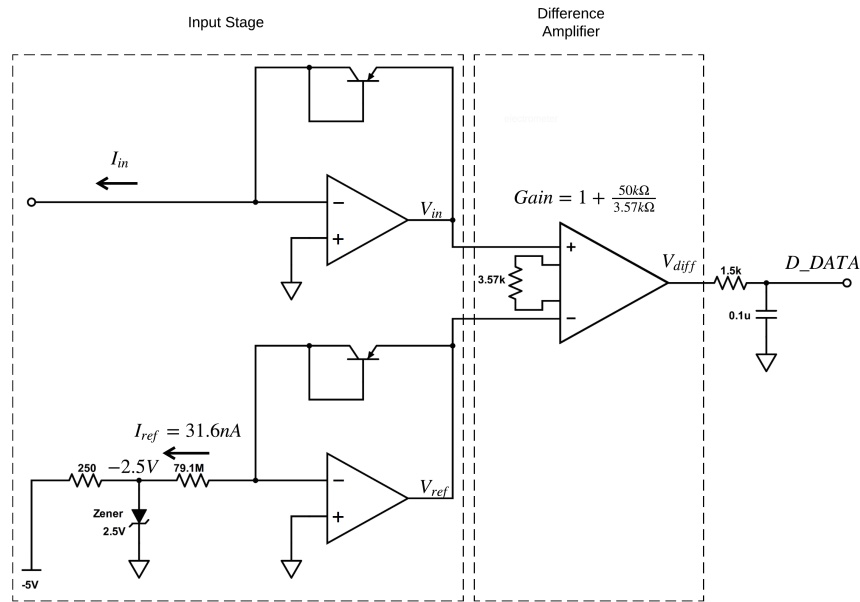 Input Stage
Difference
Amplifier
I_in
V_in
Gain = 1 + 50kΩ/3.57kΩ
3.57k
V_diff
1.5k
D_DATA
0.1u
I_ref = 31.6nA
250
−2.5V
79.1M
V_ref
Zener
2.5V
-5V